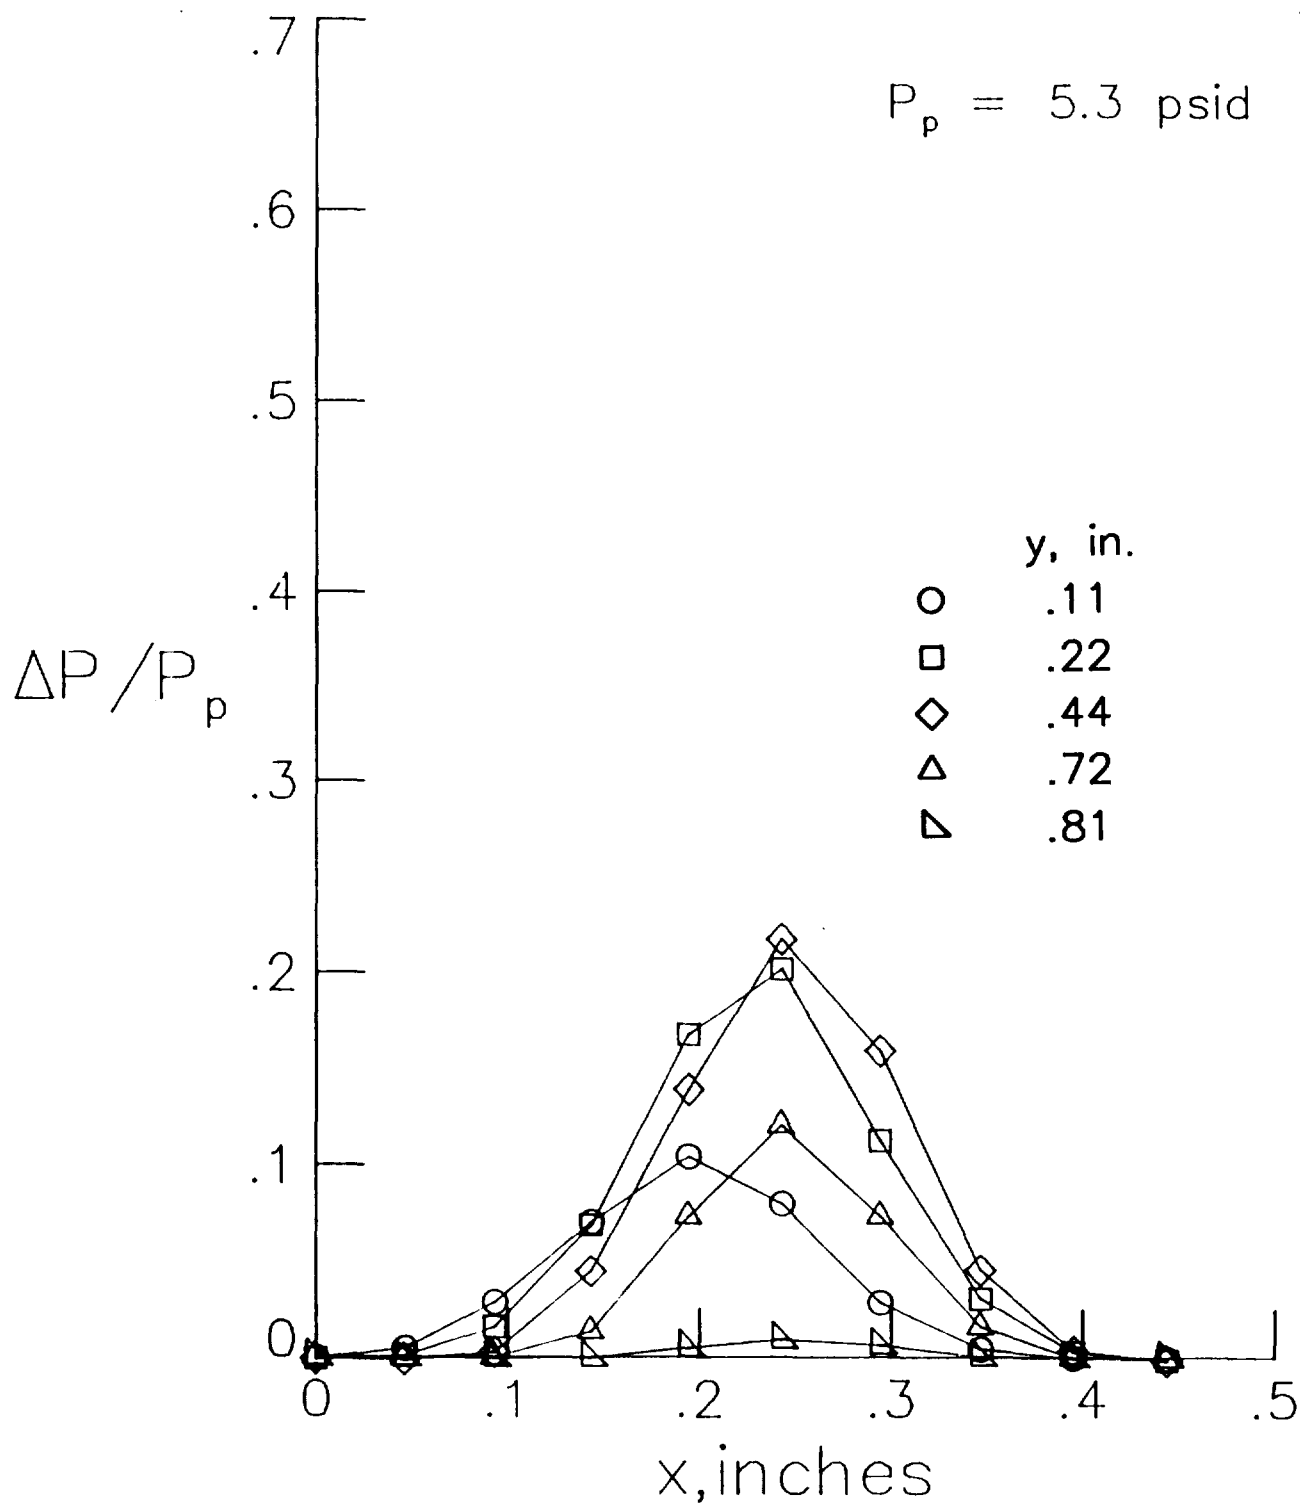 .7
P_p = 5.3 psid
.6
.5
y, in.
.4
.11
.22
ΔP/P_p
.44
.3
.72
.81
.2
.1
0
0 .1 .2 .3 .4 .5
x,inches